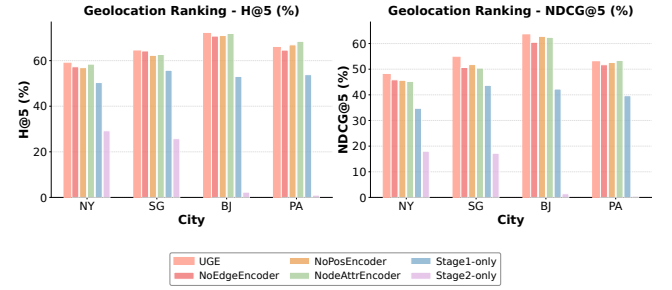 Geolocation Ranking - H@5 (%)
H@5 (%)
60
40
20
0
NY SG BJ PA
City
Geolocation Ranking - NDCG@5 (%)
NDCG@5 (%)
60
50
40
30
20
10
0
NY SG BJ PA
City
UGE NoPosEncoder Stage1-only
NoEdgeEncoder NodeAttrEncoder Stage2-only